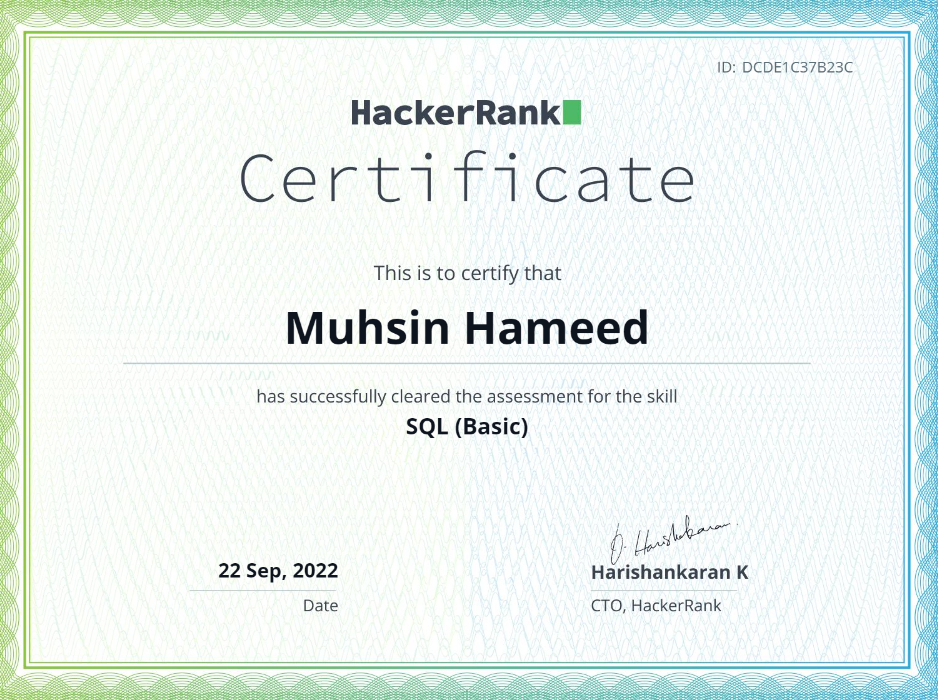 ID: DCDE1C37B23C
HackerRank
Certificate
This is to certify that
Muhsin Hameed
has successfully cleared the assessment for the skill
SQL (Basic)
22 Sep, 2022
Date
Harishankaran K
CTO, HackerRank